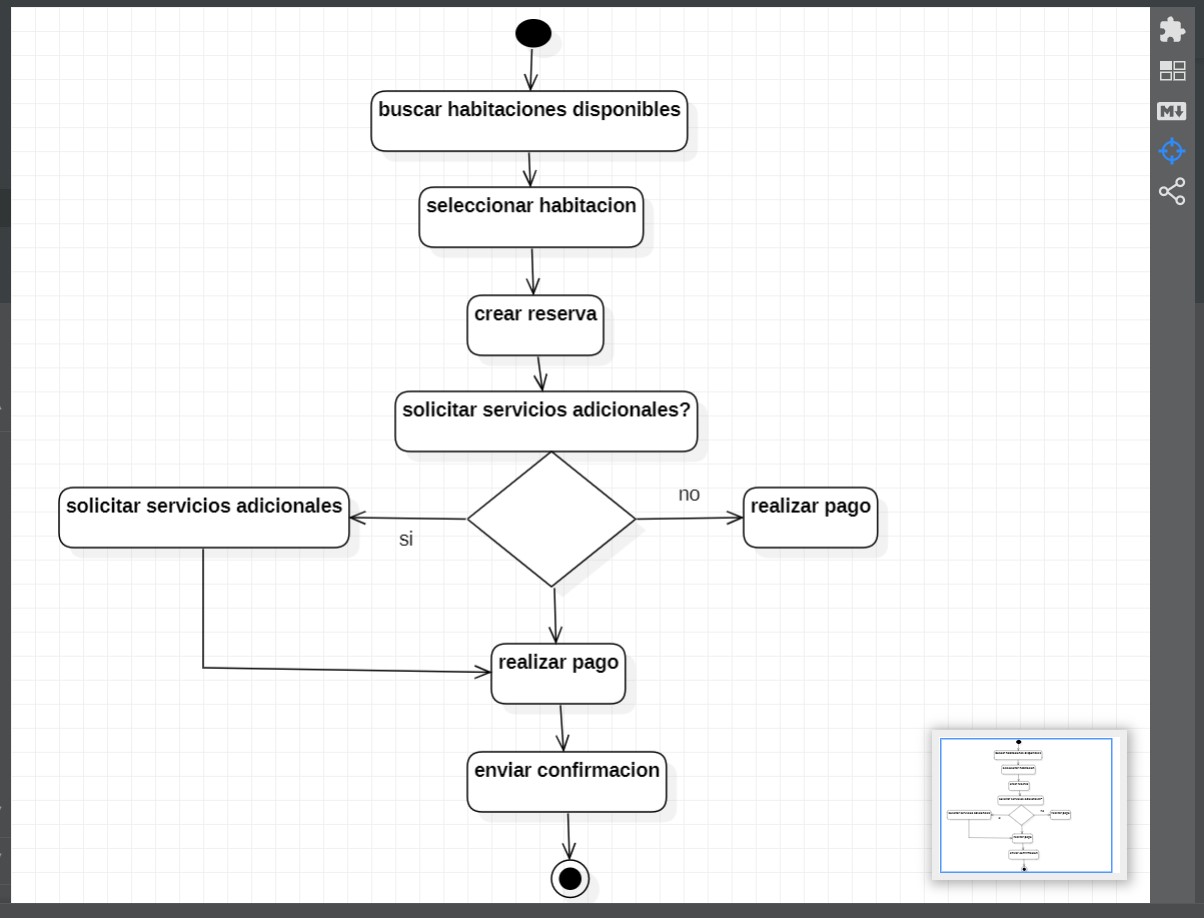 buscar habitaciones disponibles
seleccionar habitacion
crear reserva
solicitar servicios adicionales?
solicitar servicios adicionales
si
no
realizar pago
realizar pago
enviar confirmacion
M